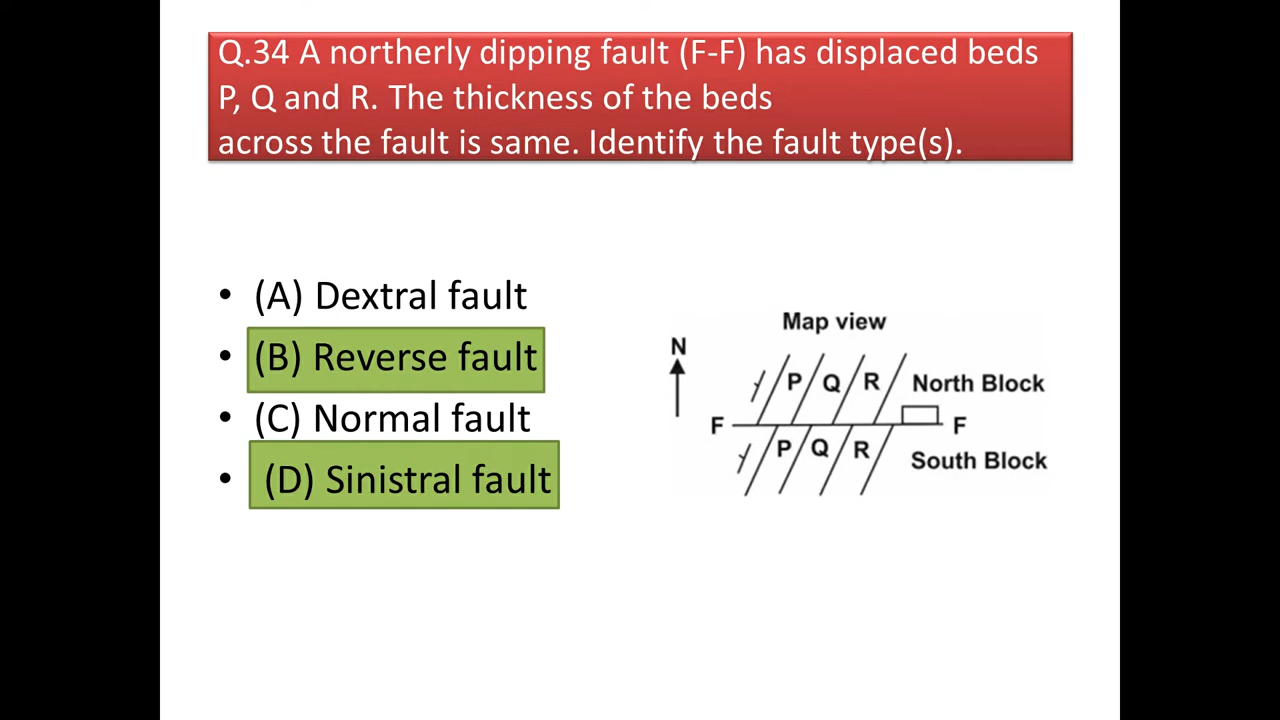 Q.34 A northerly dipping fault (F-F) has displaced beds
P, Q and R. The thickness of the beds
across the fault is same. Identify the fault type(s).
• (A) Dextral fault
• (B) Reverse fault
• (C) Normal fault
• (D) Sinistral fault
Map view
N
P Q R North Block
F F
P Q R South Block